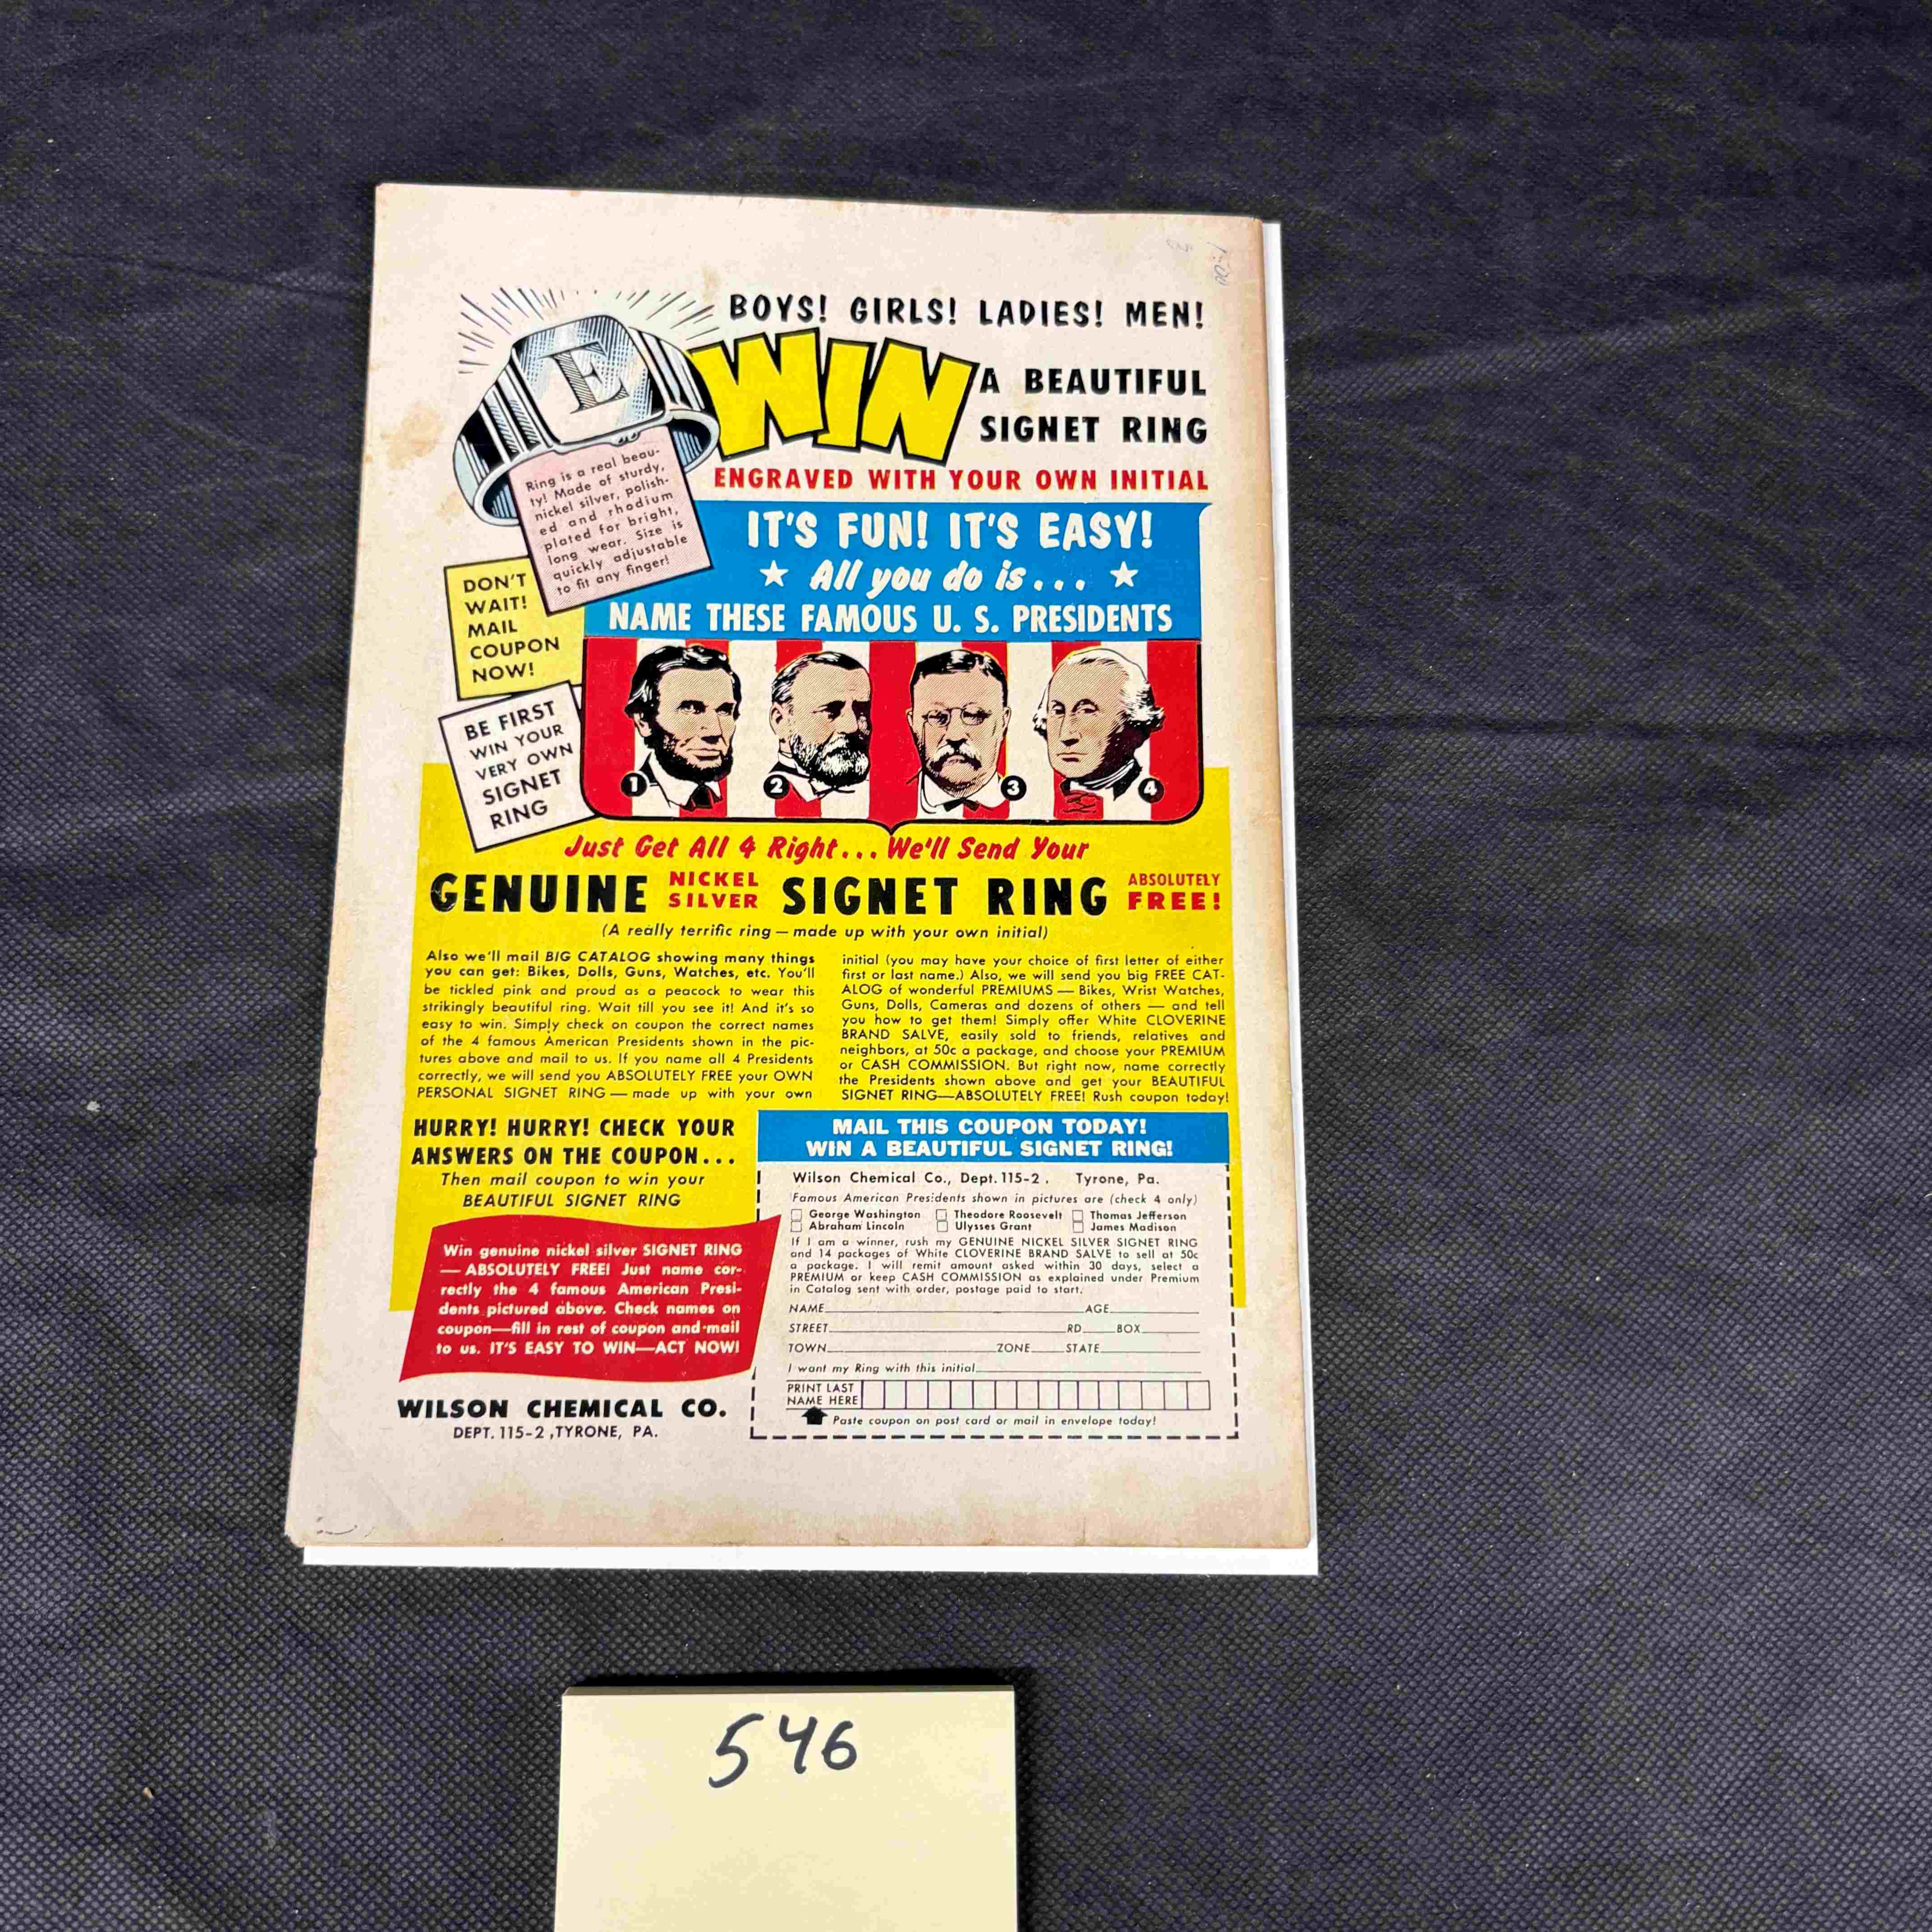 BOYS! GIRLS! LADIES! MEN!
WIN
A BEAUTIFUL
SIGNET RING
ENGRAVED WITH YOUR OWN INITIAL
E
Ring is a real beau-
ty! Made of sturdy,
nickel silver, polish-
ed and rhodium
plated for bright,
long wear. Size is
quickly adjustable
to fit any finger!
DON'T
WAIT!
MAIL
COUPON
NOW!
BE FIRST
WIN YOUR
VERY OWN
SIGNET
RING
IT'S FUN! IT'S EASY!
All you do is...
NAME THESE FAMOUS U. S. PRESIDENTS
1 2 3 4
Just Get All 4 Right... We'll Send Your
GENUINE NICKEL SILVER SIGNET RING ABSOLUTELY FREE!
(A really terrific ring — made up with your own initial)
Also we'll mail BIG CATALOG showing many things
you can get: Bikes, Dolls, Guns, Watches, etc. You'll
be tickled pink and proud as a peacock to wear this
strikingly beautiful ring. Wait till you see it! And it's so
easy to win. Simply check on coupon the correct names
of the 4 famous American Presidents shown in the pic-
tures above and mail to us. If you name all 4 Presidents
correctly, we will send you ABSOLUTELY FREE your OWN
PERSONAL SIGNET RING — made up with your own
initial (you may have your choice of first letter of either
first or last name.) Also, we will send you big FREE CAT-
ALOG of wonderful PREMIUMS — Bikes, Wrist Watches,
Guns, Dolls, Cameras and dozens of others — and tell
you how to get them! Simply offer White CLOVERINE
BRAND SALVE, easily sold to friends, relatives and
neighbors, at 50c a package, and choose your PREMIUM
or CASH COMMISSION. But right now, name correctly
the Presidents shown above and get your BEAUTIFUL
SIGNET RING—ABSOLUTELY FREE! Rush coupon today!
HURRY! HURRY! CHECK YOUR
ANSWERS ON THE COUPON...
Then mail coupon to win your
BEAUTIFUL SIGNET RING
Win genuine nickel silver SIGNET RING
— ABSOLUTELY FREE! Just name cor-
rectly the 4 famous American Presi-
dents pictured above. Check names on
coupon—fill in rest of coupon and mail
to us. IT'S EASY TO WIN—ACT NOW!
WILSON CHEMICAL CO.
DEPT. 115-2, TYRONE, PA.
MAIL THIS COUPON TODAY!
WIN A BEAUTIFUL SIGNET RING!
Wilson Chemical Co., Dept. 115-2. Tyrone, Pa.
Famous American Presidents shown in pictures are (check 4 only)
George Washington Theodore Roosevelt Thomas Jefferson
Abraham Lincoln Ulysses Grant James Madison
If I am a winner, rush my GENUINE NICKEL SILVER SIGNET RING
and 14 packages of White CLOVERINE BRAND SALVE to sell at 50c
a package. I will remit amount asked within 30 days, select a
PREMIUM or keep CASH COMMISSION as explained under Premium
in Catalog sent with order, postage paid to start.
NAME AGE
STREET RD BOX
TOWN ZONE STATE
I want my Ring with this initial
PRINT LAST
NAME HERE
Paste coupon on post card or mail in envelope today!
546